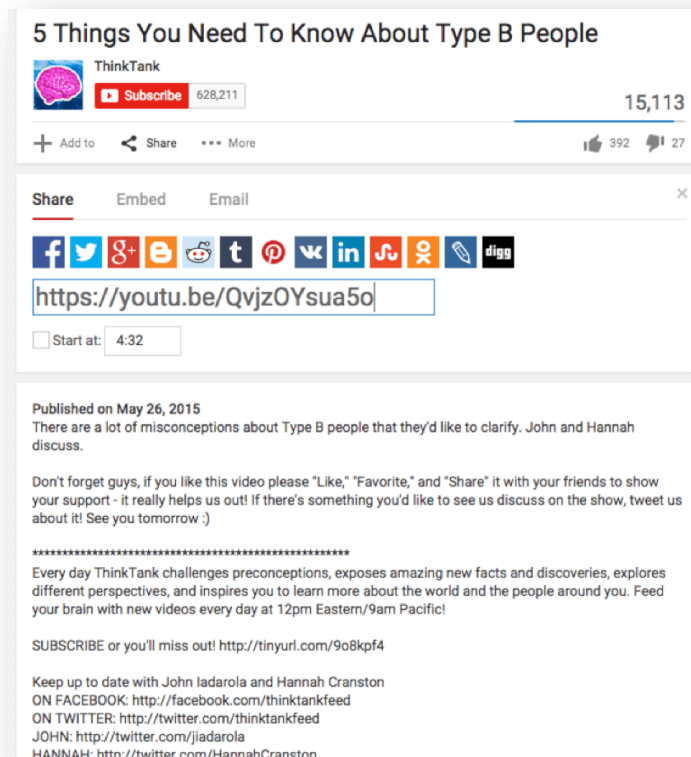 5 Things You Need To Know About Type B People
ThinkTank
Subscribe 628,211
15,113
Add to Share More 392 27
Share Embed Email
f g+ t in digg
https://youtu.be/QvjzOYsua5o
Start at: 4:32
Published on May 26, 2015
There are a lot of misconceptions about Type B people that they'd like to clarify. John and Hannah
discuss.
Don't forget guys, if you like this video please "Like," "Favorite," and "Share" it with your friends to show
your support - it really helps us out! If there's something you'd like to see us discuss on the show, tweet us
about it! See you tomorrow :)
*****************************************************
Every day ThinkTank challenges preconceptions, exposes amazing new facts and discoveries, explores
different perspectives, and inspires you to learn more about the world and the people around you. Feed
your brain with new videos every day at 12pm Eastern/9am Pacific!
SUBSCRIBE or you'll miss out! http://tinyurl.com/9o8kpf4
Keep up to date with John Iadarola and Hannah Cranston
ON FACEBOOK: http://facebook.com/thinktankfeed
ON TWITTER: http://twitter.com/thinktankfeed
JOHN: http://twitter.com/jiadarola
HANNAH: http://twitter.com/HannahCranston